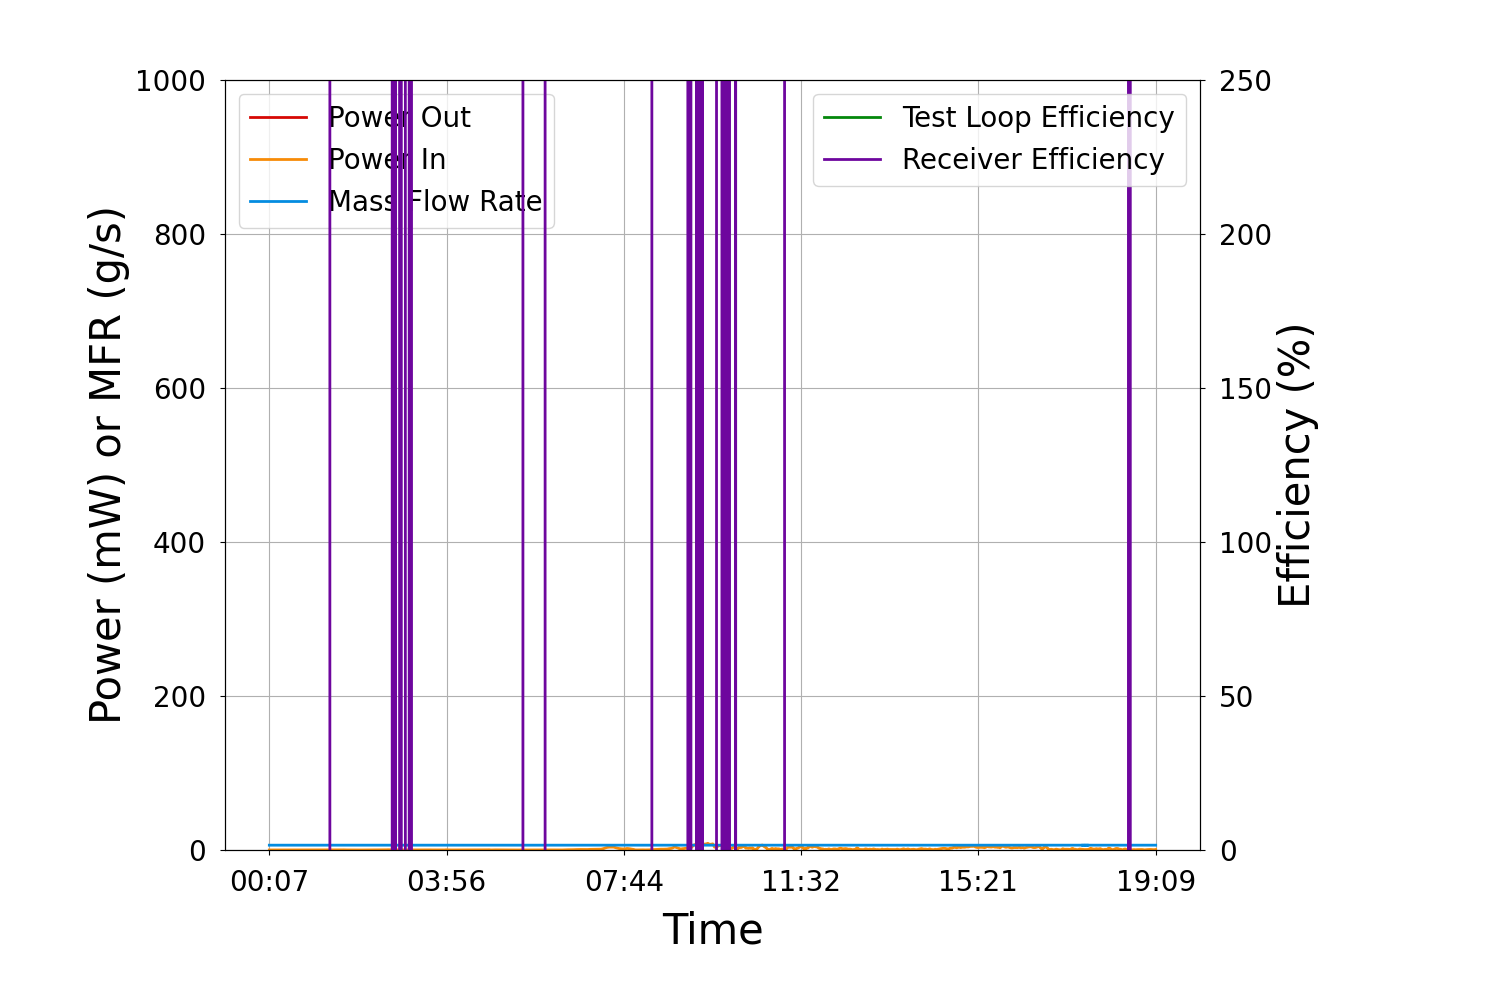 1000
800
600
400
200
0
Power (mW) or MFR (g/s)
Power Out
Power In
Mass Flow Rate
Test Loop Efficiency
Receiver Efficiency
250
200
150
100
50
0
Efficiency (%)
00:07 03:56 07:44 11:32 15:21 19:09
Time